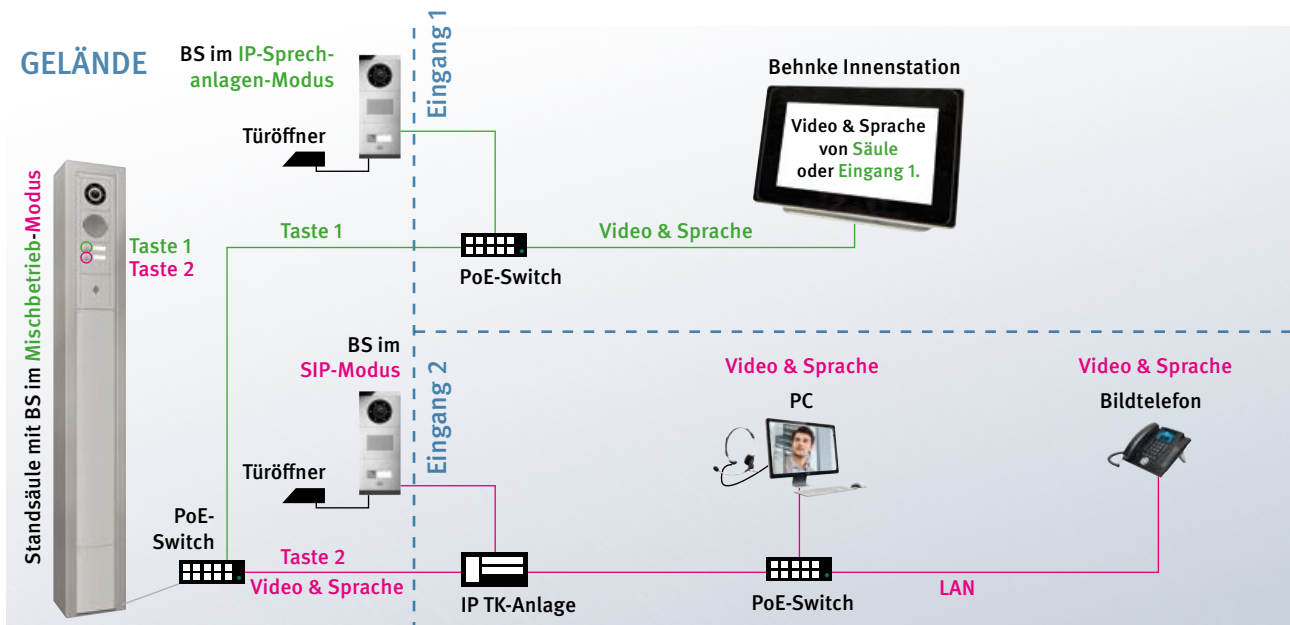 GELÄNDE
BS im IP-Sprech-
anlagen-Modus
Eingang 1
Türöffner
Behnke Innenstation
Video & Sprache
von Säule
oder Eingang 1.
Standsäule mit BS im Mischbetrieb-Modus
Taste 1
Taste 2
Taste 1
Video & Sprache
PoE-Switch
BS im
SIP-Modus
Eingang 2
Türöffner
Video & Sprache
PC
Video & Sprache
Bildtelefon
PoE-
Switch
Taste 2
Video & Sprache
IP TK-Anlage
PoE-Switch
LAN